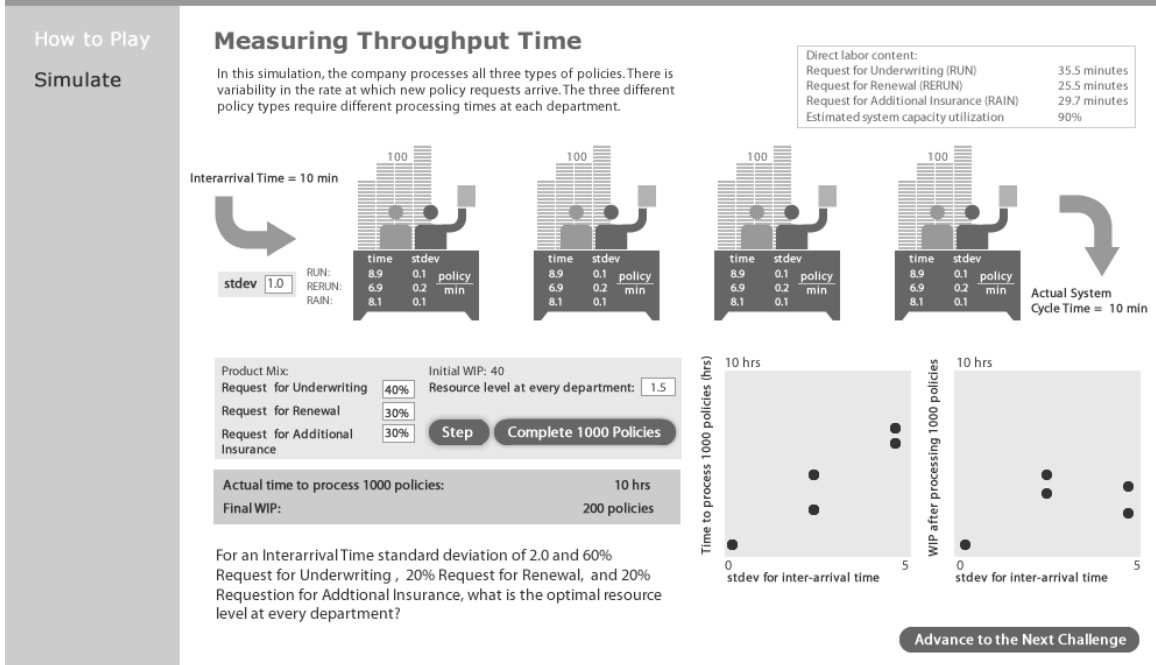 How to Play
Simulate
Measuring Throughput Time
In this simulation, the company processes all three types of policies. There is
variability in the rate at which new policy requests arrive. The three different
policy types require different processing times at each department.
Direct labor content:
Request for Underwriting (RUN) 35.5 minutes
Request for Renewal (RERUN) 25.5 minutes
Request for Additional Insurance (RAIN) 29.7 minutes
Estimated system capacity utilization 90%
Interarrival Time = 10 min
100
100
100
100
stdev 1.0
RUN:
RERUN:
RAIN:
time stdev
8.9 0.1 policy
6.9 0.2 min
8.1 0.1
time stdev
8.9 0.1 policy
6.9 0.2 min
8.1 0.1
time stdev
8.9 0.1 policy
6.9 0.2 min
8.1 0.1
time stdev
8.9 0.1 policy
6.9 0.2 min
8.1 0.1
Actual System
Cycle Time = 10 min
Product Mix:
Request for Underwriting 40%
Request for Renewal 30%
Request for Additional 30%
Insurance
Initial WIP: 40
Resource level at every department: 1.5
Step
Complete 1000 Policies
Actual time to process 1000 policies: 10 hrs
Final WIP: 200 policies
For an Interarrival Time standard deviation of 2.0 and 60%
Request for Underwriting , 20% Request for Renewal, and 20%
Requestion for Addtional Insurance, what is the optimal resource
level at every department?
10 hrs
Time to process 1000 policies (hrs)
0 5
stdev for inter-arrival time
10 hrs
WIP after processing 1000 policies
0 5
stdev for inter-arrival time
Advance to the Next Challenge